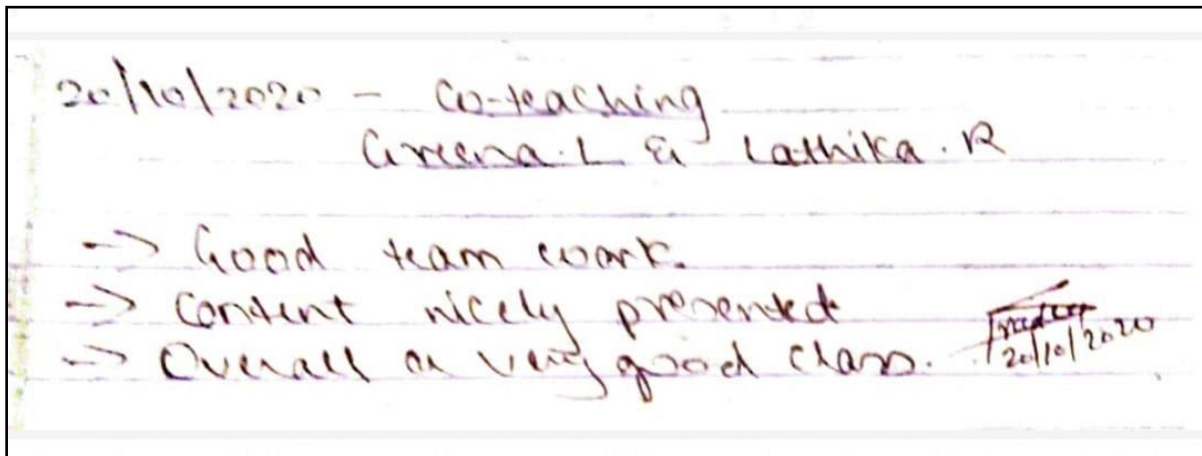 20/10/2020 - Co-teaching
Greena.L & Lathika.R
-> Good team work.
-> Content nicely presented
-> Overall a very good class.
20/10/2020